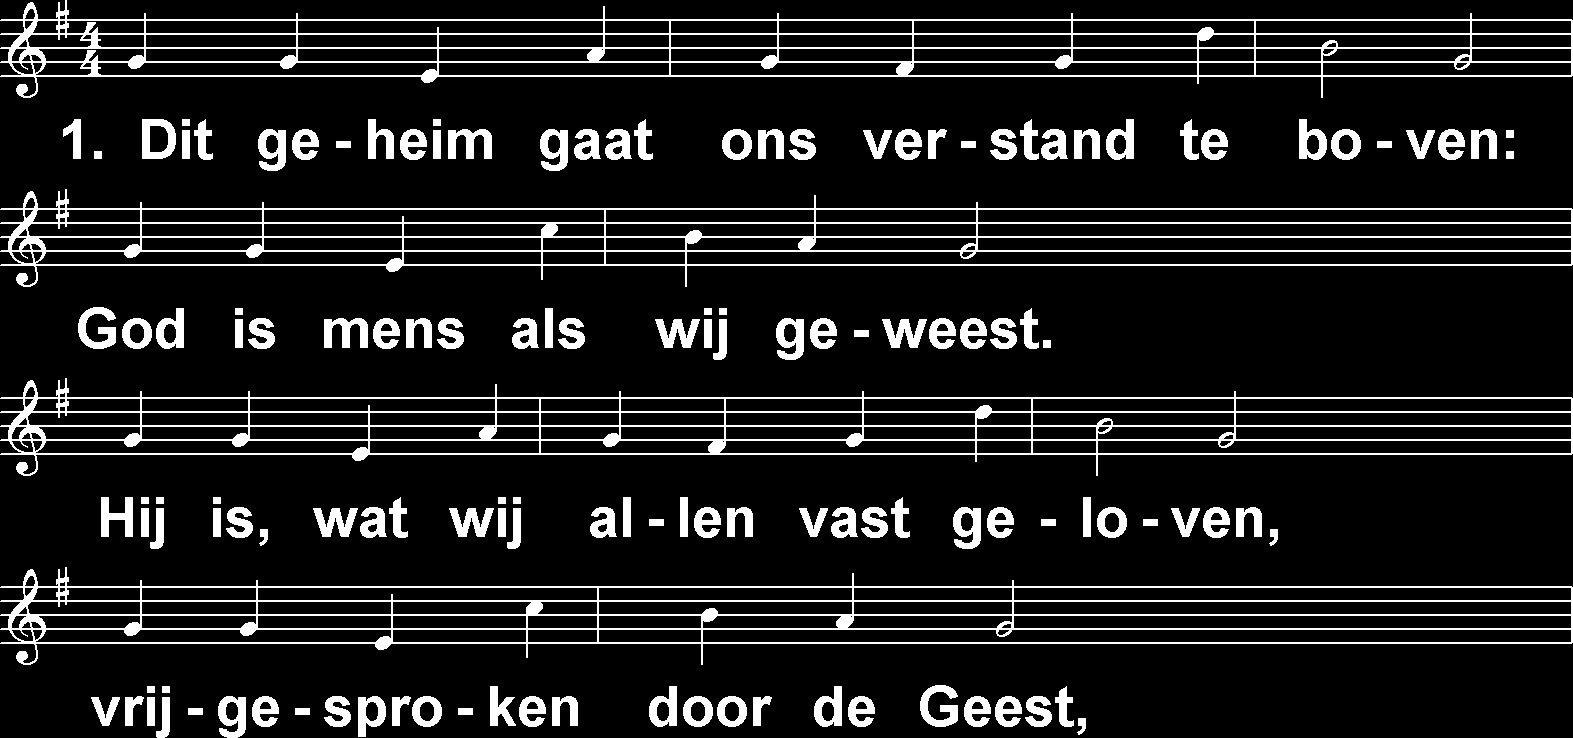 1. Dit ge - heim gaat ons ver - stand te bo - ven:
God is mens als wij ge - weest.
Hij is, wat wij al - len vast ge - lo - ven,
vrij - ge - spro - ken door de Geest,